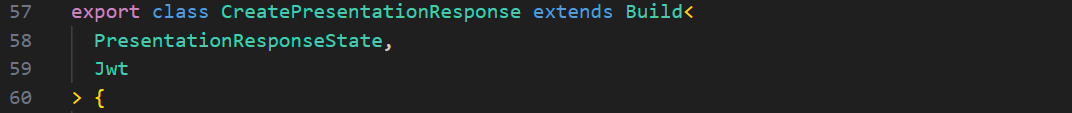 57 export class CreatePresentationResponse extends Build<
58 PresentationResponseState,
59 Jwt
60 > {